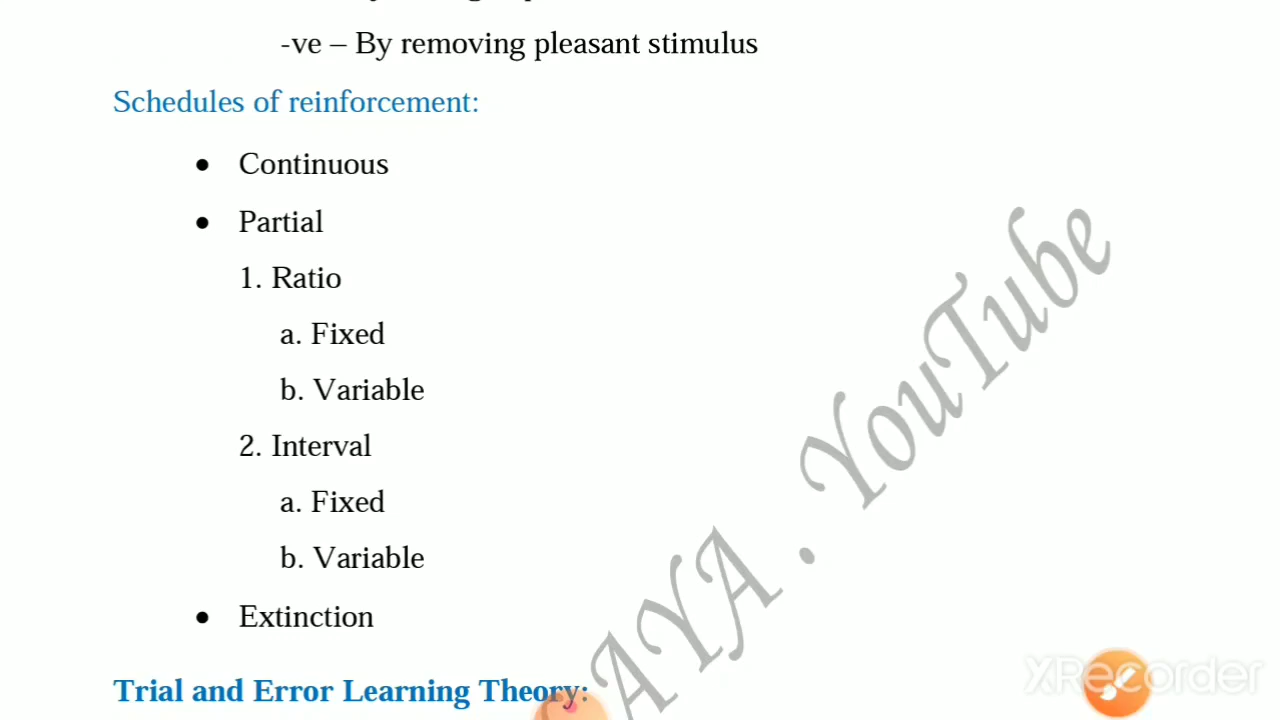 -ve – By removing pleasant stimulus
Schedules of reinforcement:
• Continuous
• Partial
1. Ratio
a. Fixed
b. Variable
2. Interval
a. Fixed
b. Variable
• Extinction
Trial and Error Learning Theory:
AYA . YouTube
XRecorder